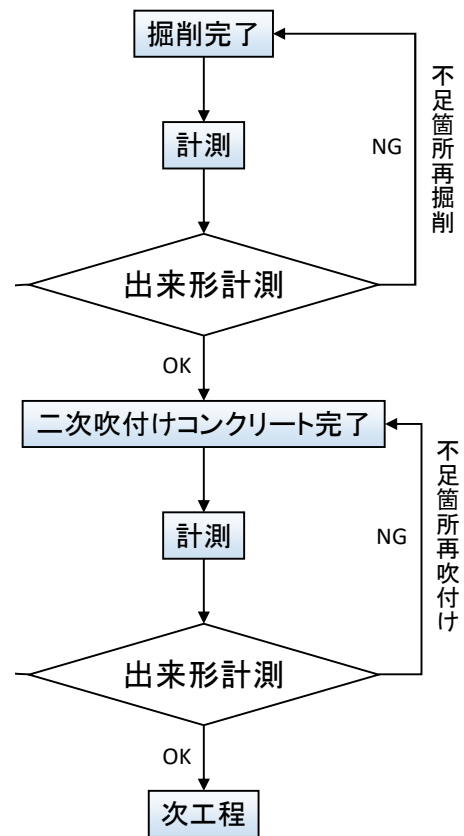 掘削完了
計測
NG
不足箇所再掘削
出来形計測
OK
二次吹付けコンクリート完了
計測
NG
不足箇所再吹付け
出来形計測
OK
次工程